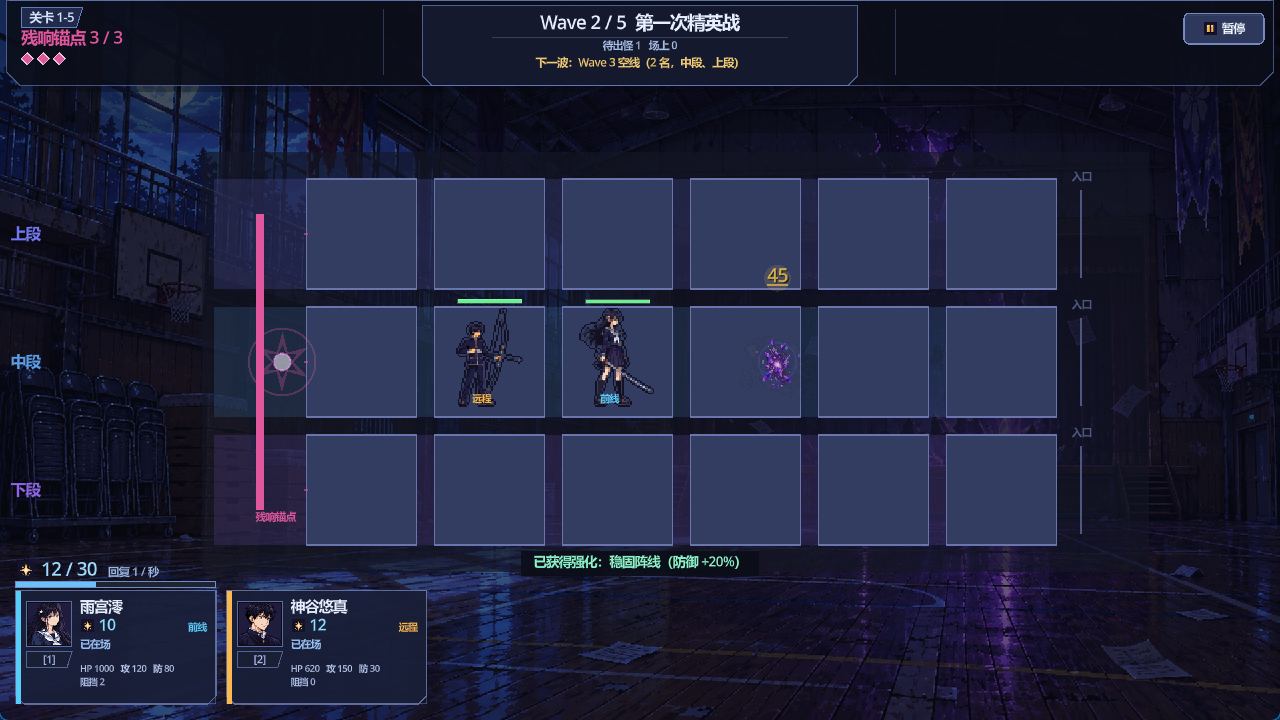 关卡 1-5
残响锚点 3 / 3
Wave 2 / 5 第一次精英战
待出怪 1 场上 0
下一波: Wave 3 空线 (2 名，中段、上段)
暂停
入口
上段
45
入口
中段
远程
前线
入口
下段
残响锚点
已获得强化：稳固阵线 (防御 +20%)
12 / 30 回复 1 / 秒
雨宫澪
10
前线
已在场
[1]
HP 1000 攻 120 防 80
阻挡 2
神谷悠真
12
远程
已在场
[2]
HP 620 攻 150 防 30
阻挡 0